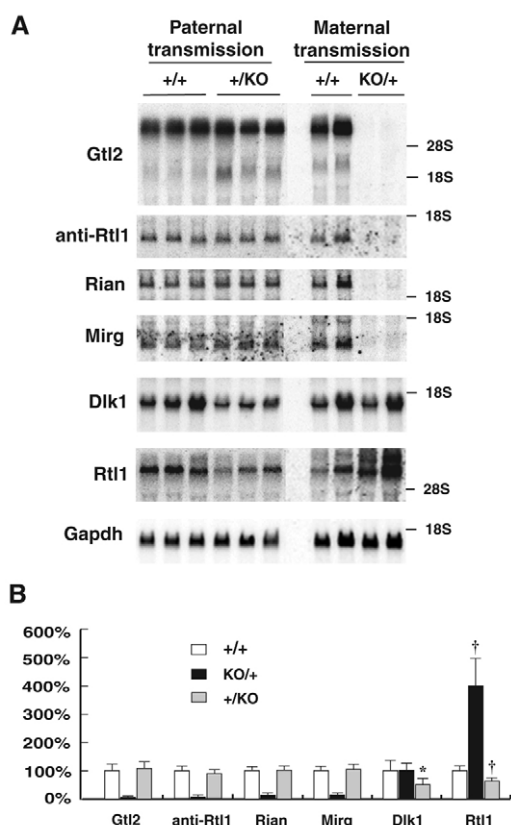 A
Paternal transmission
Maternal transmission
+/+ +/KO +/+ KO/+
Gtl2
28S
18S
anti-Rtl1
18S
Rian
18S
Mirg
18S
Dlk1
18S
Rtl1
28S
Gapdh
18S
B
600%
500%
400%
300%
200%
100%
0
+/+
KO/+
+/KO
*
†
†
Gtl2 anti-Rtl1 Rian Mirg Dlk1 Rtl1